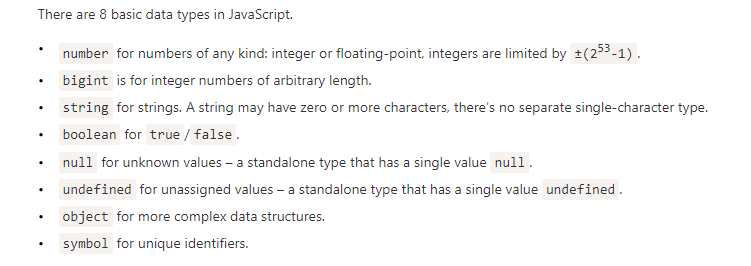 There are 8 basic data types in JavaScript.
• number for numbers of any kind: integer or floating-point, integers are limited by ±(2⁵³-1) .
• bigint is for integer numbers of arbitrary length.
• string for strings. A string may have zero or more characters, there's no separate single-character type.
• boolean for true / false .
• null for unknown values – a standalone type that has a single value null .
• undefined for unassigned values – a standalone type that has a single value undefined .
• object for more complex data structures.
• symbol for unique identifiers.